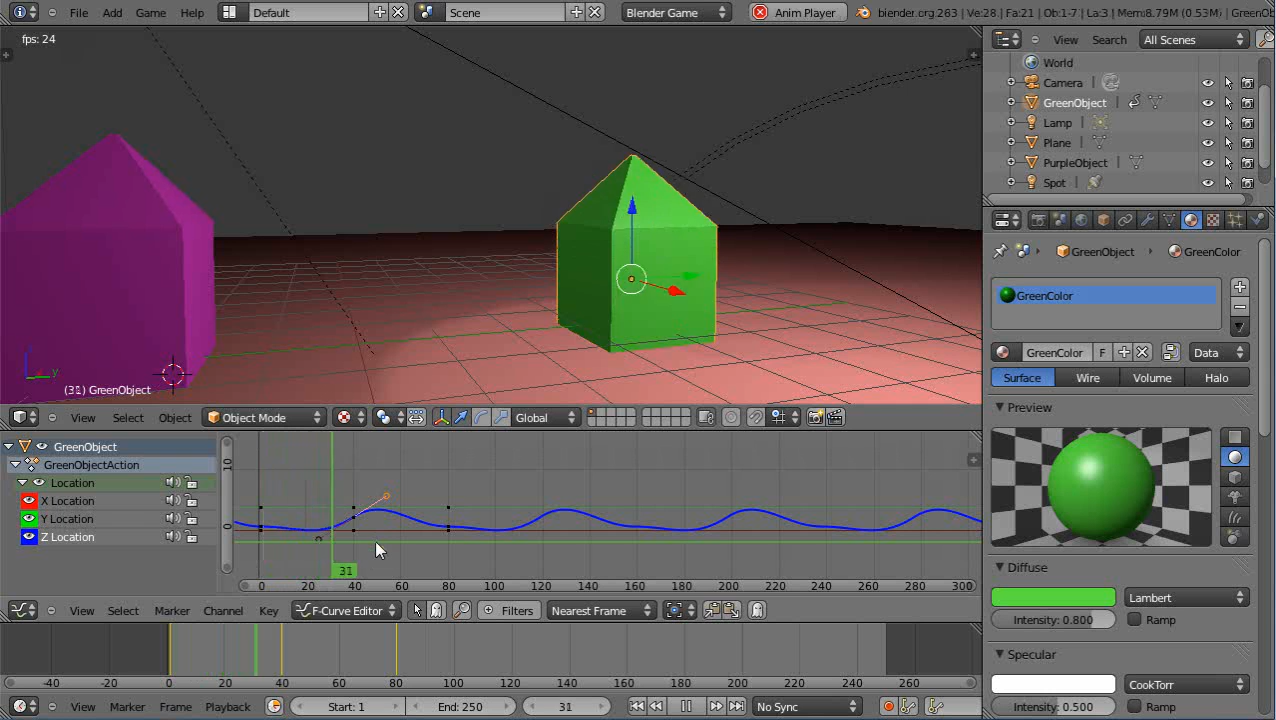 File Add Game Help Default Scene Blender Game Anim Player blender.org 263 | Ve:28 | Fa:21 | Ob:1-7 | La:3 | Mem:8.79M (0.53M) | GreenOb
fps: 24
View Search All Scenes
World
Camera
GreenObject
Lamp
Plane
PurpleObject
Spot
GreenObject GreenColor
GreenColor
GreenColor F Data
Surface Wire Volume Halo
Preview
z
y
(31) GreenObject
View Select Object Object Mode Global
GreenObject
GreenObjectAction
Location
X Location
Y Location
Z Location
10
0
31
0 20 40 60 80 100 120 140 160 180 200 220 240 260 280 300
View Select Marker Channel Key F-Curve Editor Filters Nearest Frame
Diffuse
Lambert
Intensity: 0.800 Ramp
Specular
CookTorr
Intensity: 0.500 Ramp
-40 -20 0 20 40 60 80 100 120 140 160 180 200 220 240 260
View Marker Frame Playback Start: 1 End: 250 31 No Sync